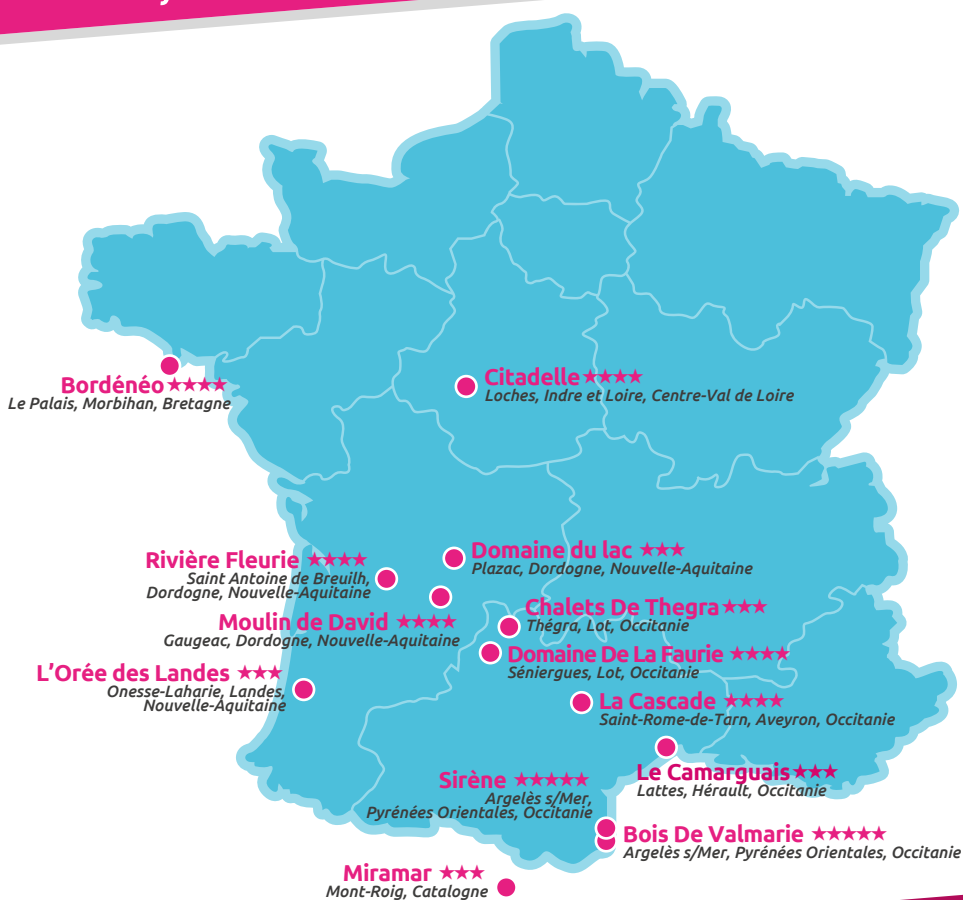 Bordénéo ★★★★
Le Palais, Morbihan, Bretagne
Citadelle ★★★★
Loches, Indre et Loire, Centre-Val de Loire
Rivière Fleurie ★★★★
Saint Antoine de Breuilh,
Dordogne, Nouvelle-Aquitaine
Domaine du lac ★★★
Plazac, Dordogne, Nouvelle-Aquitaine
Moulin de David ★★★★
Gaugeac, Dordogne, Nouvelle-Aquitaine
Chalets De Thegra ★★★
Thégra, Lot, Occitanie
Domaine De La Faurie ★★★★
Séniergues, Lot, Occitanie
L'Orée des Landes ★★★
Onesse-Laharie, Landes,
Nouvelle-Aquitaine
La Cascade ★★★★
Saint-Rome-de-Tarn, Aveyron, Occitanie
Le Camarguais ★★★
Lattes, Hérault, Occitanie
Sirène ★★★★★
Argelès s/Mer,
Pyrénées Orientales, Occitanie
Bois De Valmarie ★★★★★
Argelès s/Mer, Pyrénées Orientales, Occitanie
Miramar ★★★
Mont-Roig, Catalogne